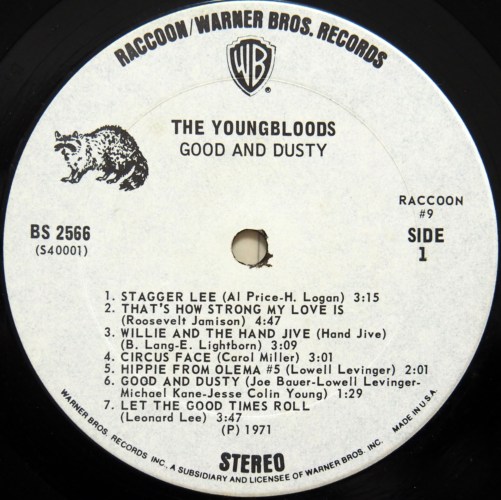 RACCOON/WARNER BROS. RECORDS
WB
®
THE YOUNGBLOODS
GOOD AND DUSTY
RACCOON
#9
BS 2566
(S40001)
SIDE
1
1. STAGGER LEE (Al Price-H. Logan) 3:15
2. THAT'S HOW STRONG MY LOVE IS
(Roosevelt Jamison) 4:47
3. WILLIE AND THE HAND JIVE (Hand Jive)
(B. Lang-E. Lightborn) 3:09
4. CIRCUS FACE (Carol Miller) 3:01
5. HIPPIE FROM OLEMA #5 (Lowell Levinger) 2:01
6. GOOD AND DUSTY (Joe Bauer-Lowell Levinger-
Michael Kane-Jesse Colin Young) 1:29
7. LET THE GOOD TIMES ROLL
(Leonard Lee) 3:47
(P) 1971
STEREO
WARNER BROS. RECORDS INC., A SUBSIDIARY AND LICENSEE OF WARNER BROS. INC.
MADE IN U.S.A.